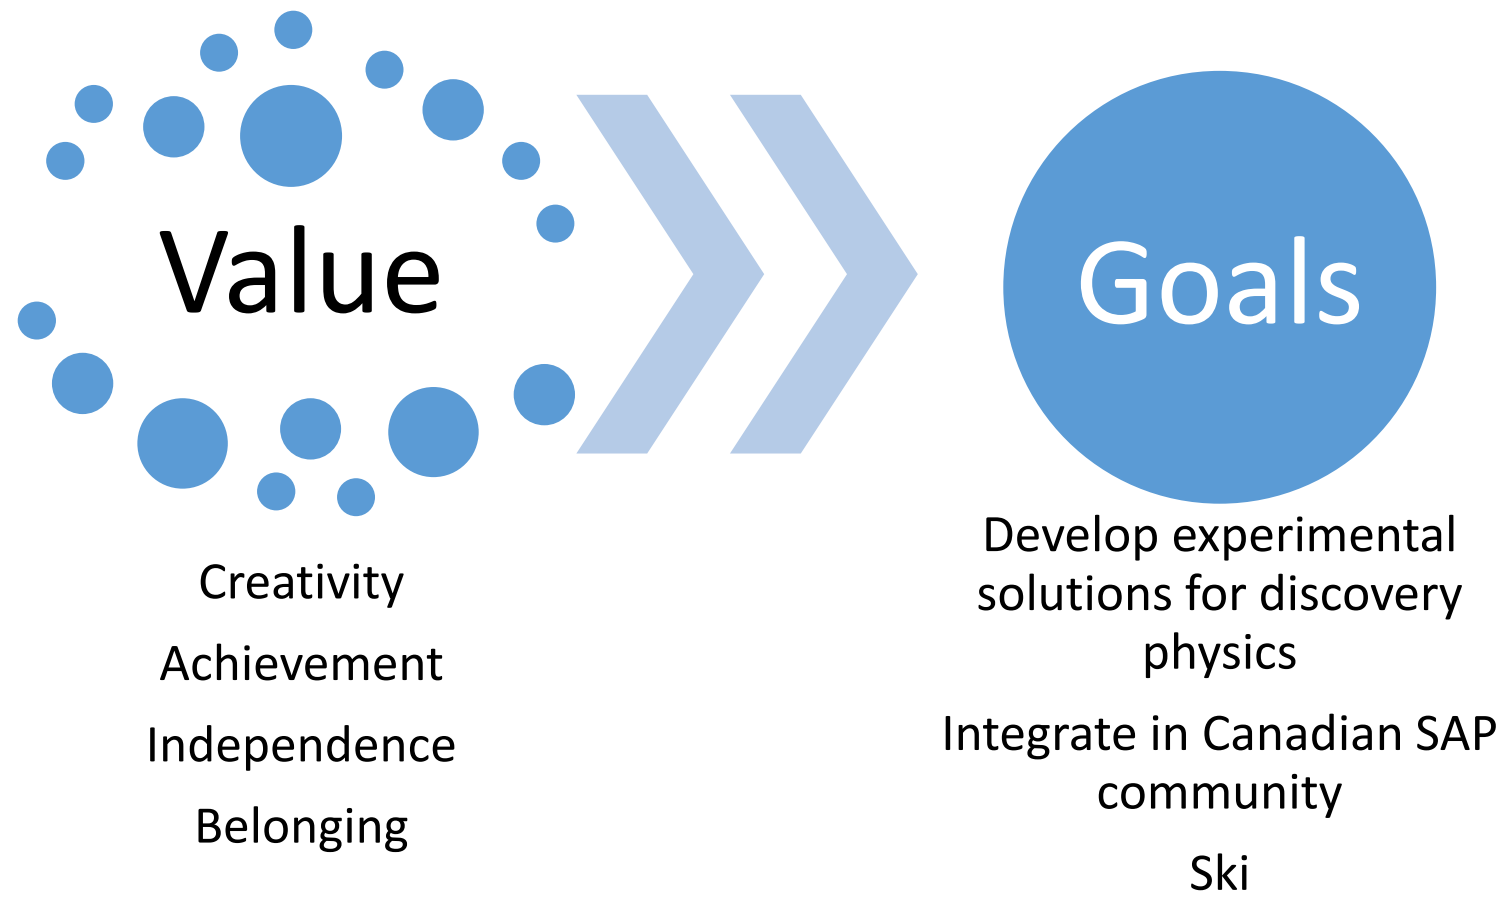 Value
Creativity
Achievement
Independence
Belonging
Goals
Develop experimental
solutions for discovery
physics
Integrate in Canadian SAP
community
Ski